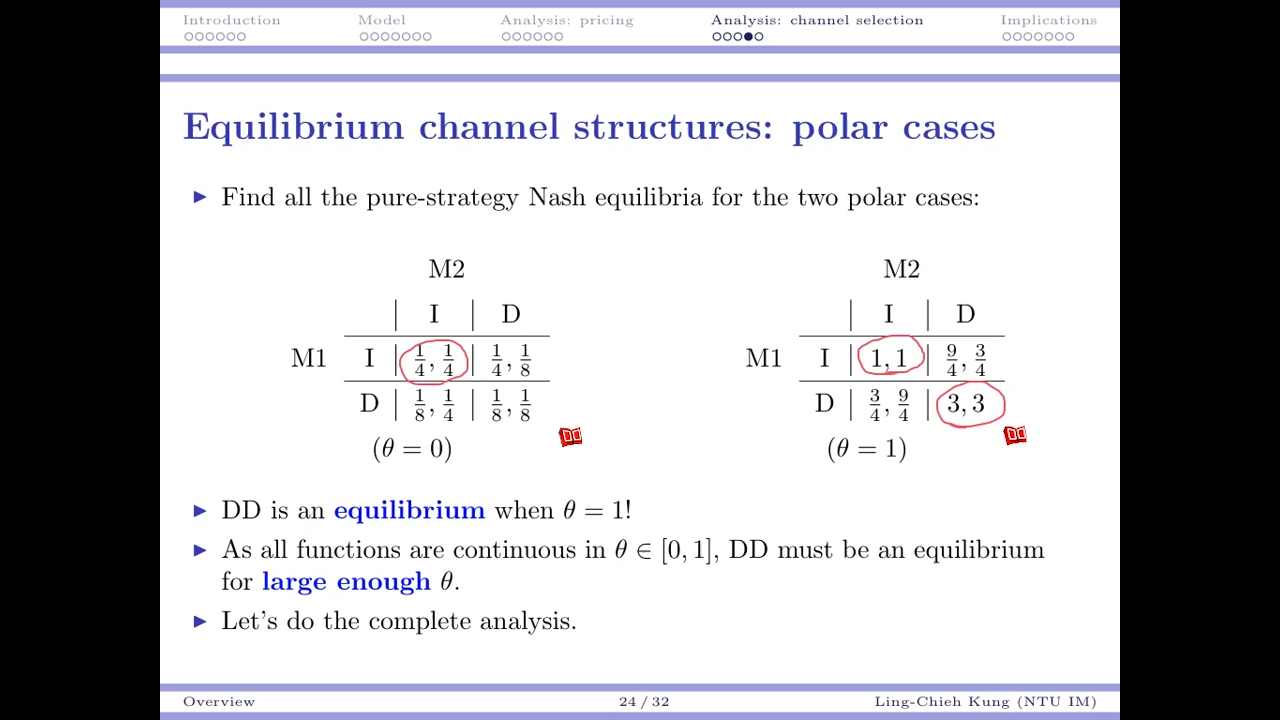 Introduction Model Analysis: pricing Analysis: channel selection Implications
Equilibrium channel structures: polar cases
Find all the pure-strategy Nash equilibria for the two polar cases:
M2 M2
| I | D | I | D
M1 I | 1/4, 1/4 | 1/4, 1/8 M1 I | 1, 1 | 9/4, 3/4
D | 1/8, 1/4 | 1/8, 1/8 D | 3/4, 9/4 | 3, 3
(θ = 0) (θ = 1)
DD is an equilibrium when θ = 1!
As all functions are continuous in θ ∈ [0, 1], DD must be an equilibrium
for large enough θ.
Let's do the complete analysis.
Overview 24 / 32 Ling-Chieh Kung (NTU IM)